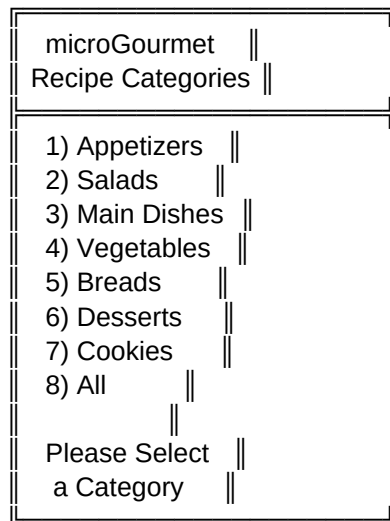 microGourmet
Recipe Categories
1) Appetizers
2) Salads
3) Main Dishes
4) Vegetables
5) Breads
6) Desserts
7) Cookies
8) All
Please Select
a Category